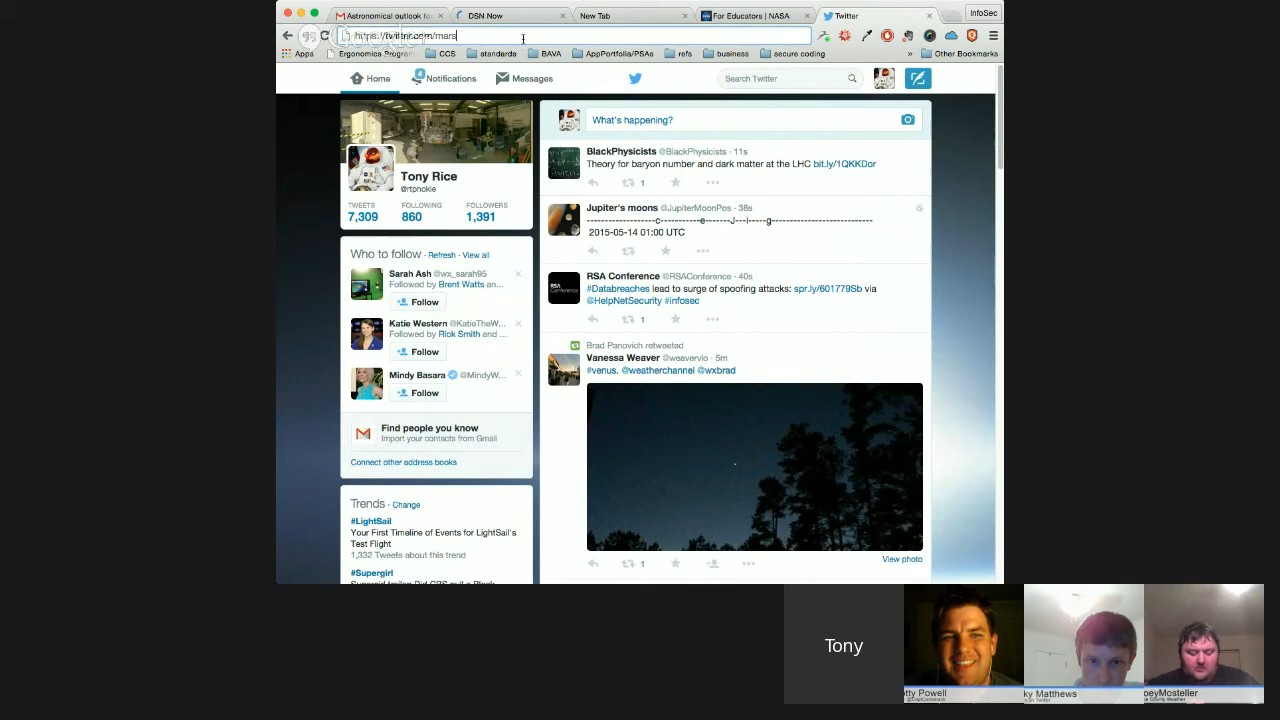 Astronomical outlook for
DSN Now
New Tab
For Educators | NASA
Twitter
InfoSec
https://twitter.com/mars
Apps
Ergonomics Program
CCS
standards
BAVA
AppPortfolio/PSAs
refs
business
secure coding
»
Other Bookmarks
Home
4
Notifications
Messages
Search Twitter
Tony Rice
@rtphokie
TWEETS FOLLOWING FOLLOWERS
7,309 860 1,391
Who to follow · Refresh · View all
Sarah Ash @wx_sarah95
Followed by Brent Watts an...
Follow
Katie Western @KatieTheW...
Followed by Rick Smith and ...
Follow
Mindy Basara @MindyW...
Follow
Find people you know
Import your contacts from Gmail
Connect other address books
Trends · Change
#LightSail
Your First Timeline of Events for LightSail's
Test Flight
1,332 Tweets about this trend
#Supergirl
What's happening?
BlackPhysicists @BlackPhysicists · 11s
Theory for baryon number and dark matter at the LHC bit.ly/1QKKDor
1
Jupiter's moons @JupiterMoonPos · 38s
2015-05-14 01:00 UTC
RSA Conference @RSAConference · 40s
#Databreaches lead to surge of spoofing attacks: spr.ly/601779Sb via
@HelpNetSecurity #infosec
1
Brad Panovich retweeted
Vanessa Weaver @weavervlo · 5m
#venus. @weatherchannel @wxbrad
View photo
1
Tony
tty Powell
@CaptComeback
ky Matthews
oeyMosteller
County Weather